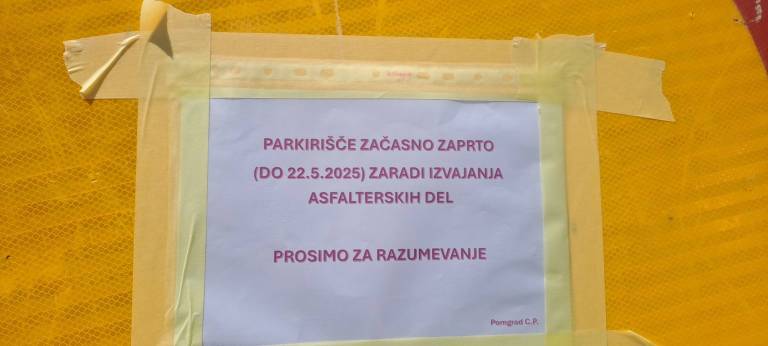 PARKIRIŠČE ZAČASNO ZAPRTO
(DO 22.5.2025) ZARADI IZVAJANJA
ASFALTERSKIH DEL
PROSIMO ZA RAZUMEVANJE
Pomgrad C.P.